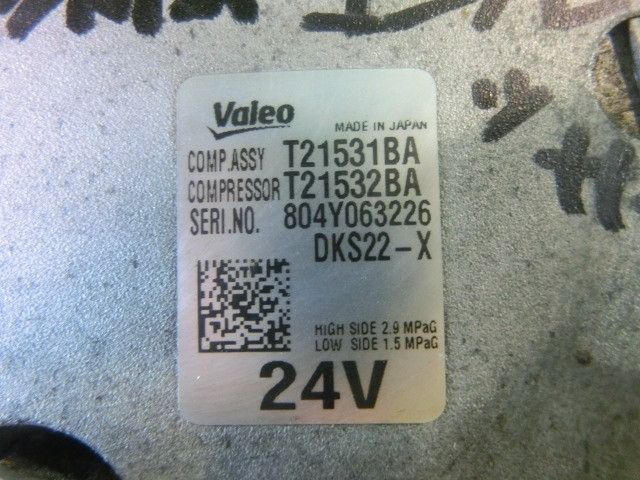 Valeo
MADE IN JAPAN
COMP.ASSY T21531BA
COMPRESSOR T21532BA
SERI.NO. 804Y063226
DKS22-X
HIGH SIDE 2.9 MPaG
LOW SIDE 1.5 MPaG
24V